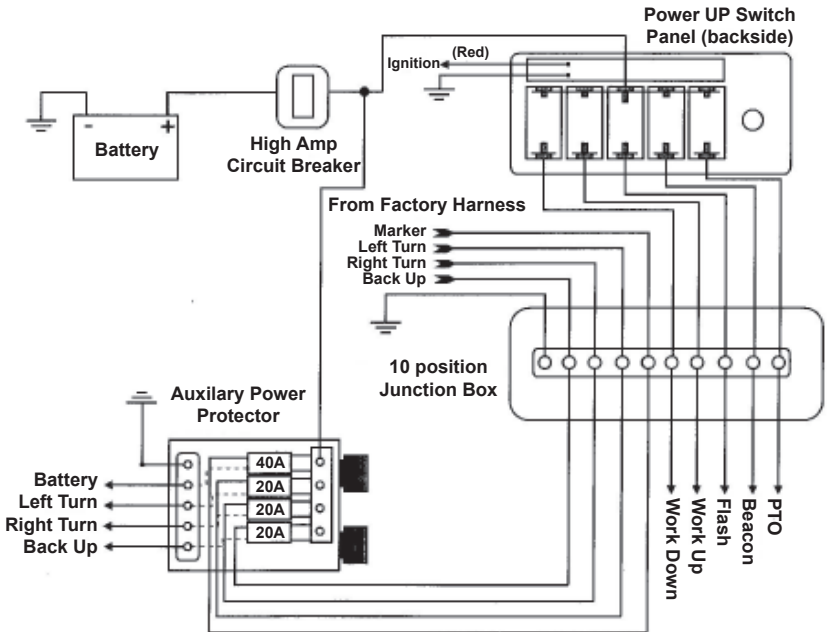 Power UP Switch
Panel (backside)
(Red)
Ignition
- +
Battery
High Amp
Circuit Breaker
From Factory Harness
Marker
Left Turn
Right Turn
Back Up
10 position
Junction Box
Auxilary Power
Protector
40A
20A
20A
20A
Battery
Left Turn
Right Turn
Back Up
Work Down
Work Up
Flash
Beacon
PTO